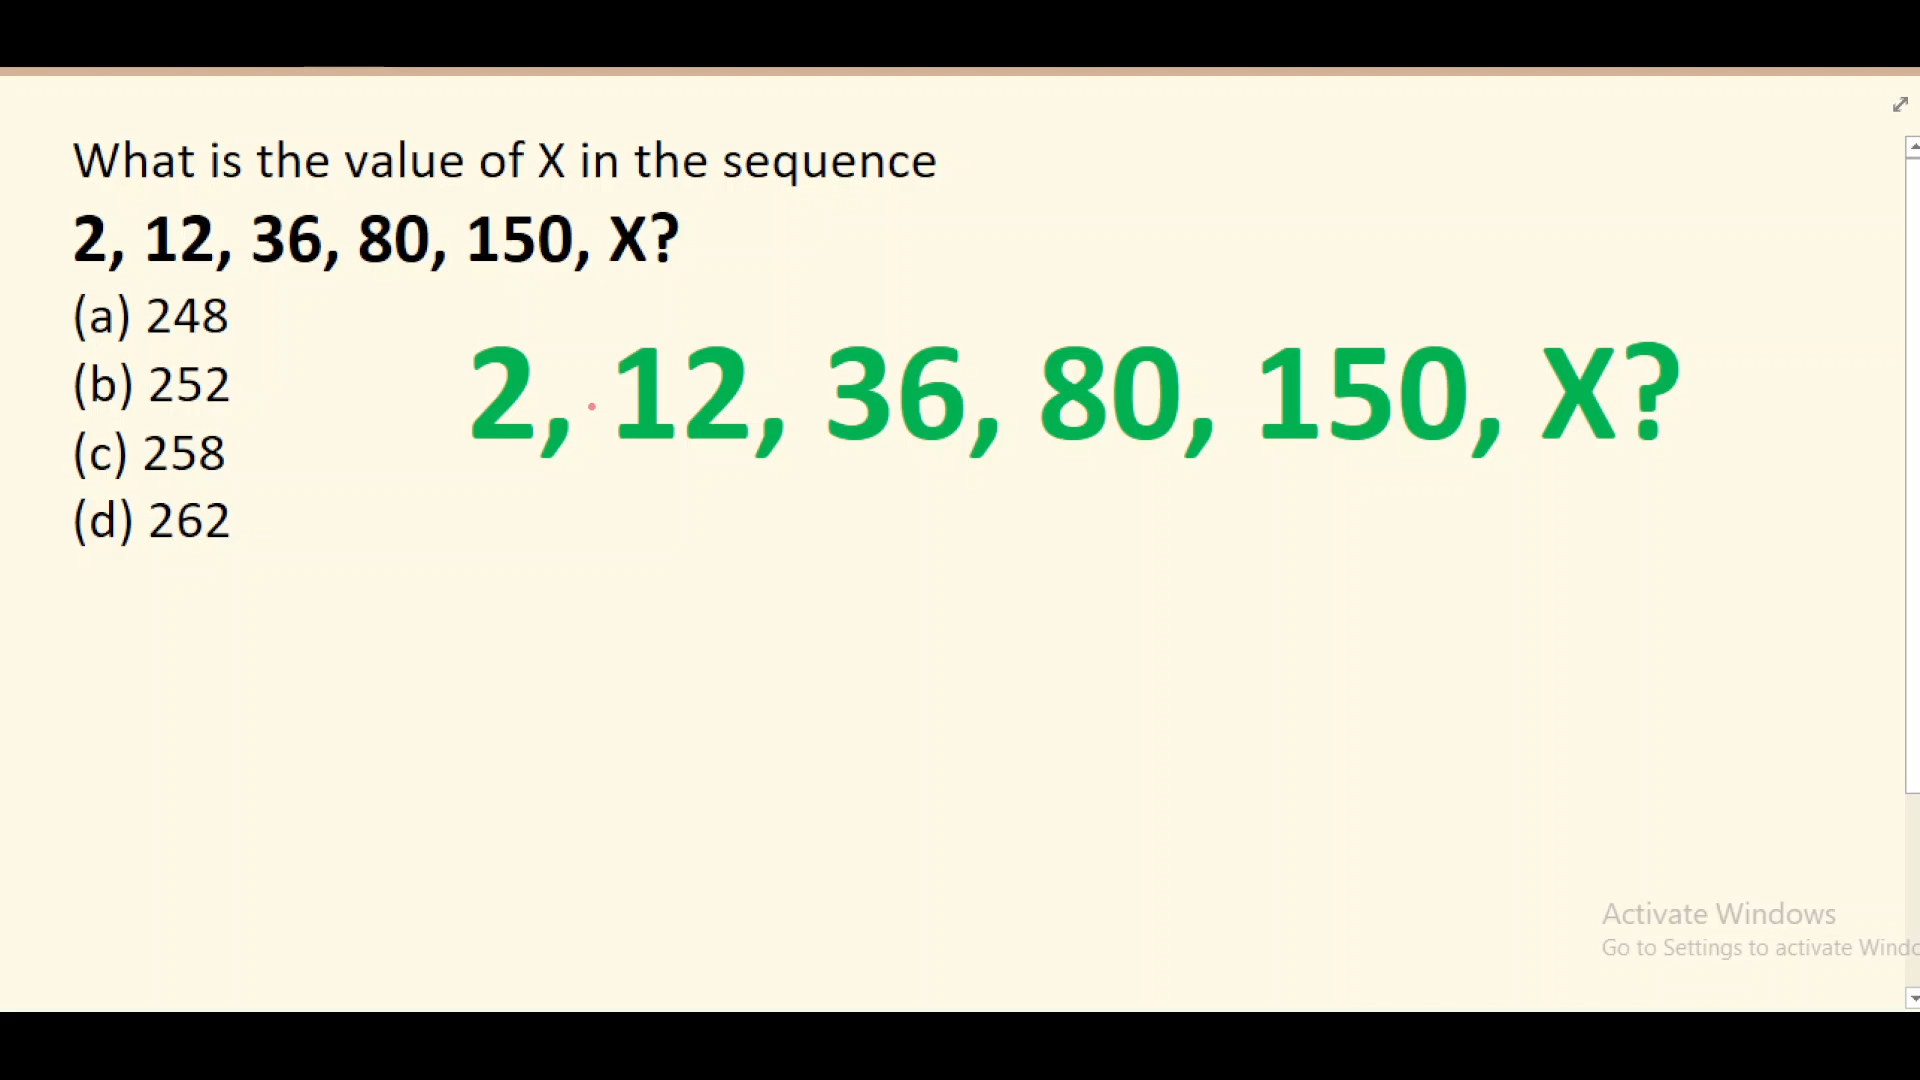 What is the value of X in the sequence
2, 12, 36, 80, 150, X?
(a) 248
(b) 252
(c) 258
(d) 262
2, 12, 36, 80, 150, X?
Activate Windows
Go to Settings to activate Windo